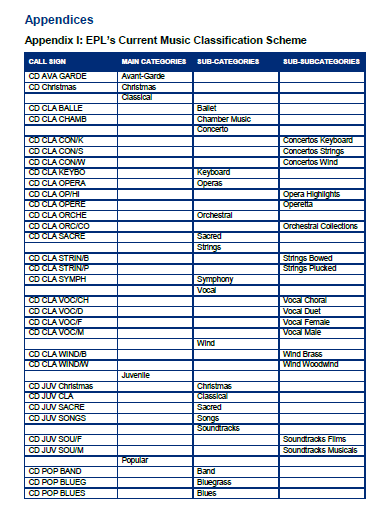 Appendices
Appendix I: EPL's Current Music Classification Scheme
CALL SIGN MAIN CATEGORIES SUB-CATEGORIES SUB-SUBCATEGORIES
CD AVA GARDE Avant-Garde
CD Christmas Christmas
Classical
CD CLA BALLE Ballet
CD CLA CHAMB Chamber Music
Concerto
CD CLA CON/K Concertos Keyboard
CD CLA CON/S Concertos Strings
CD CLA CON/W Concertos Wind
CD CLA KEYBO Keyboard
CD CLA OPERA Operas
CD CLA OP/HI Opera Highlights
CD CLA OPERE Operetta
CD CLA ORCHE Orchestral
CD CLA ORC/CO Orchestral Collections
CD CLA SACRE Sacred
Strings
CD CLA STRIN/B Strings Bowed
CD CLA STRIN/P Strings Plucked
CD CLA SYMPH Symphony
Vocal
CD CLA VOC/CH Vocal Choral
CD CLA VOC/D Vocal Duet
CD CLA VOC/F Vocal Female
CD CLA VOC/M Vocal Male
Wind
CD CLA WIND/B Wind Brass
CD CLA WIND/W Wind Woodwind
Juvenile
CD JUV Christmas Christmas
CD JUV CLA Classical
CD JUV SACRE Sacred
CD JUV SONGS Songs
Soundtracks
CD JUV SOU/F Soundtracks Films
CD JUV SOU/M Soundtracks Musicals
Popular
CD POP BAND Band
CD POP BLUEG Bluegrass
CD POP BLUES Blues